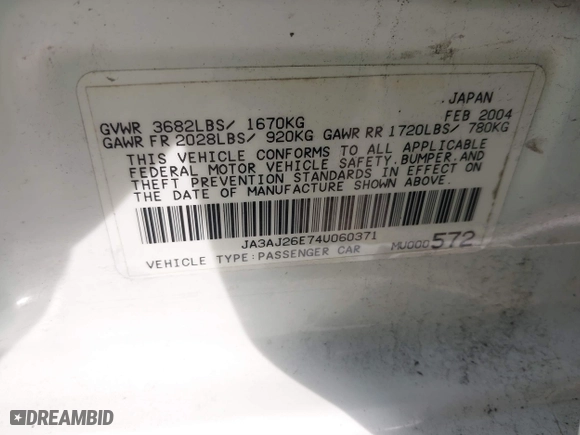 JAPAN
GVWR 3682LBS/ 1670KG FEB 2004
GAWR FR 2028LBS/ 920KG GAWR RR 1720LBS/ 780KG
THIS VEHICLE CONFORMS TO ALL APPLICABLE
FEDERAL MOTOR VEHICLE SAFETY,BUMPER,AND
THEFT PREVENTION STANDARDS IN EFFECT ON
THE DATE OF MANUFACTURE SHOWN ABOVE.
JA3AJ26E74U060371
VEHICLE TYPE:PASSENGER CAR MU000572
DREAMBID